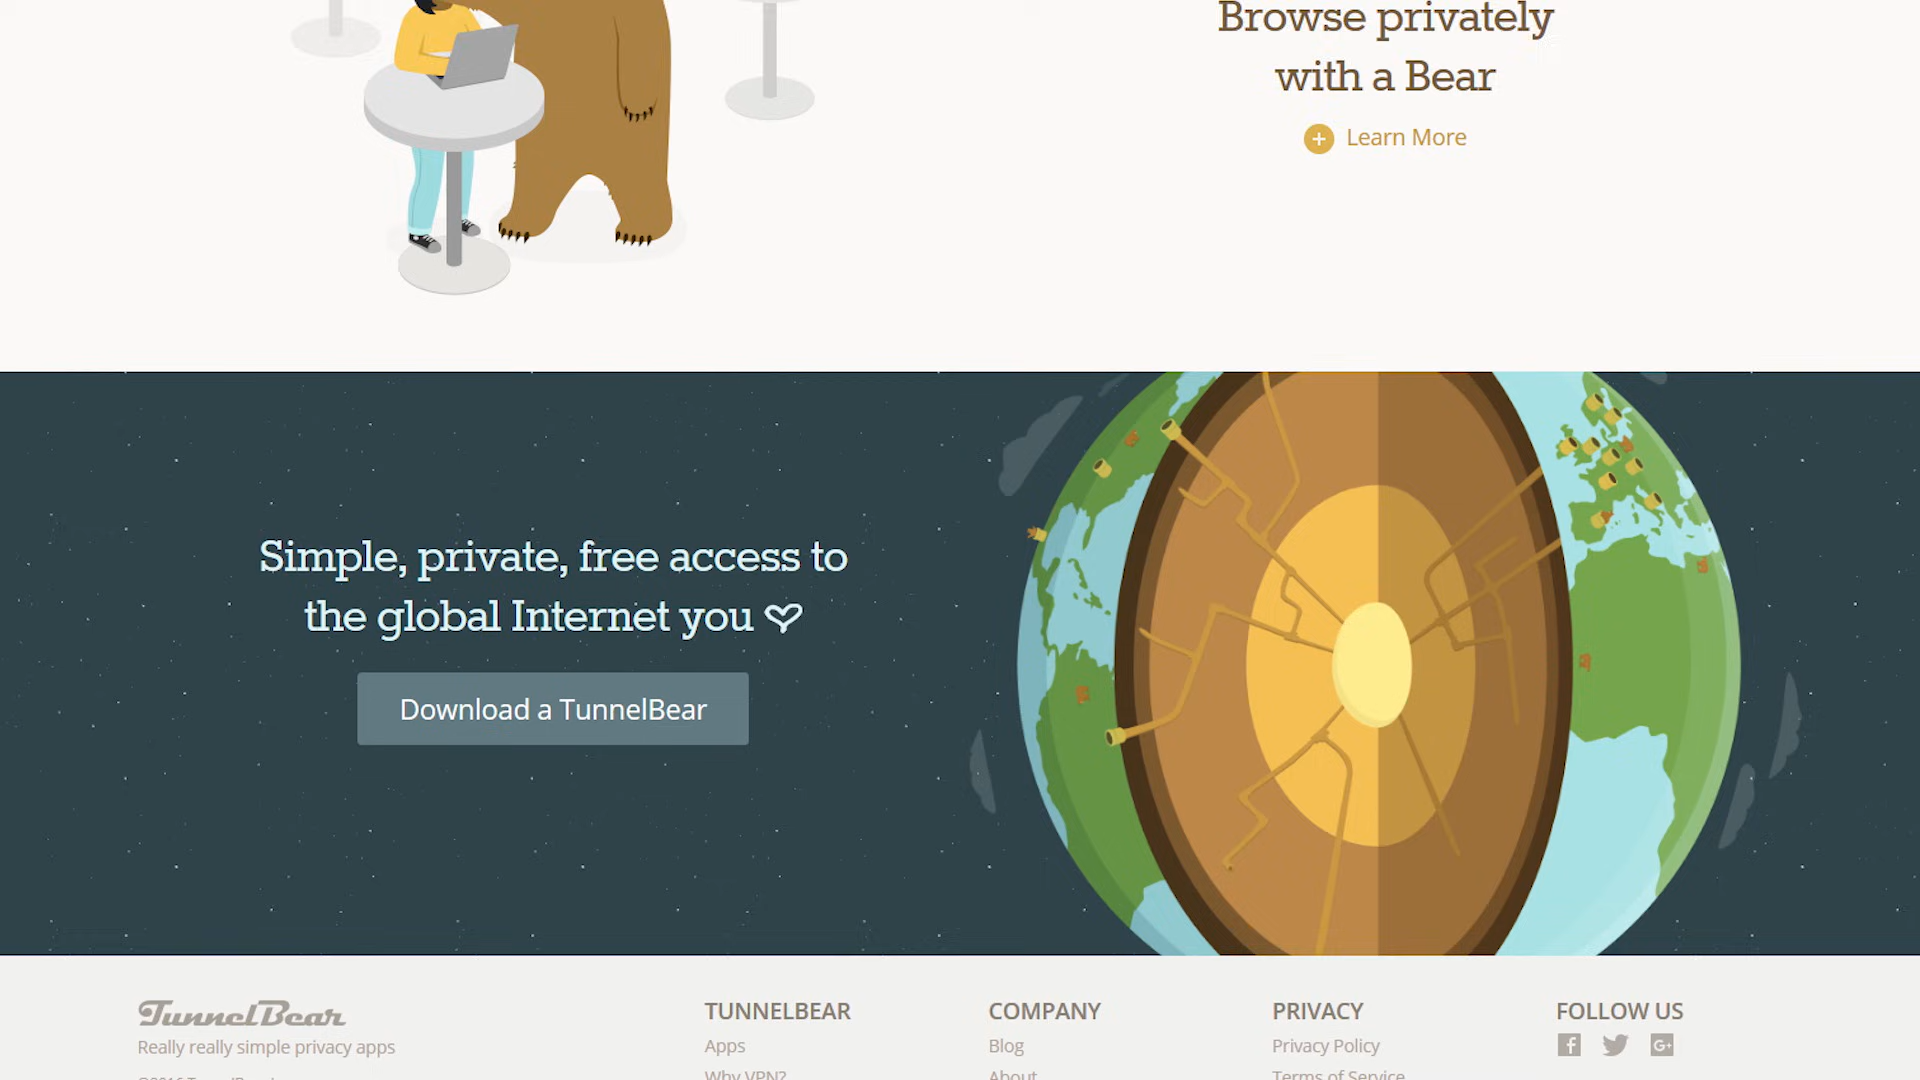 Browse privately
with a Bear
Learn More
Simple, private, free access to
the global Internet you
Download a TunnelBear
TunnelBear
Really really simple privacy apps
TUNNELBEAR
Apps
Why VPN?
COMPANY
Blog
About
PRIVACY
Privacy Policy
Terms of Service
FOLLOW US